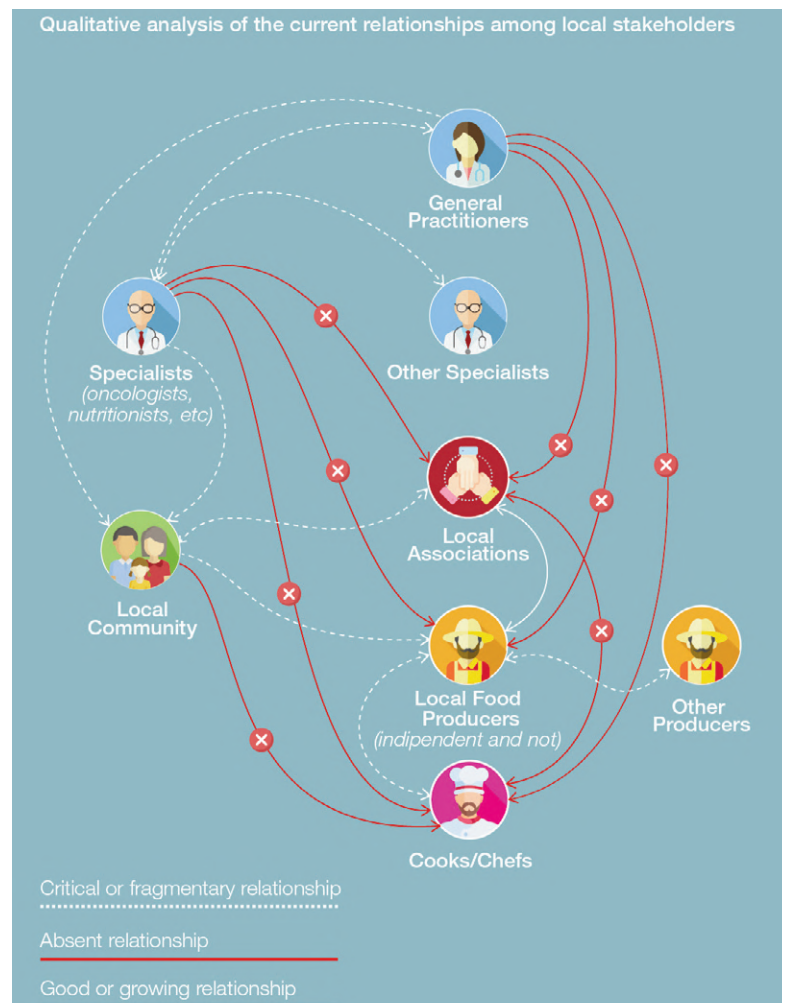 Qualitative analysis of the current relationships among local stakeholders
General
Practitioners
Specialists
(oncologists,
nutritionists, etc)
Other Specialists
Local
Associations
Local
Community
Local Food
Producers
(indipendent and not)
Other
Producers
Cooks/Chefs
Critical or fragmentary relationship
Absent relationship
Good or growing relationship